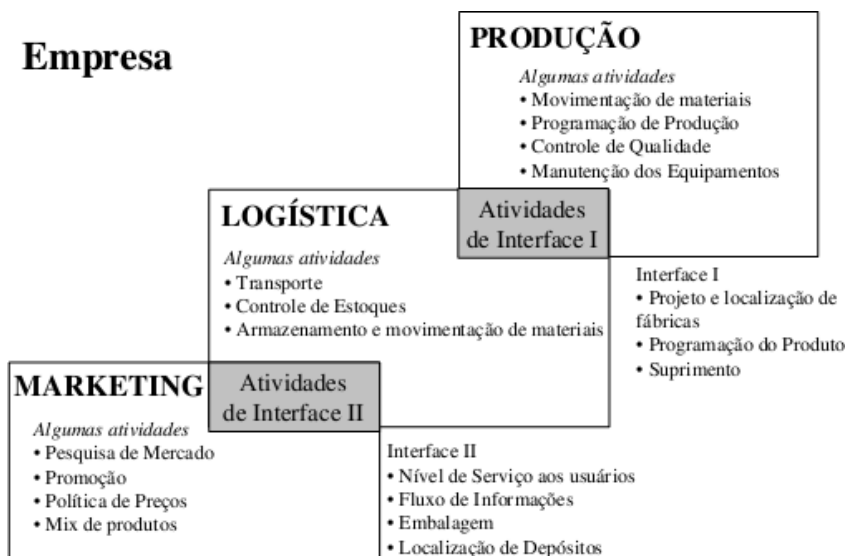 Empresa
PRODUÇÃO
Algumas atividades
• Movimentação de materiais
• Programação de Produção
• Controle de Qualidade
• Manutenção dos Equipamentos
Atividades
de Interface I
LOGÍSTICA
Algumas atividades
• Transporte
• Controle de Estoques
• Armazenamento e movimentação de materiais
Interface I
• Projeto e localização de
fábricas
• Programação do Produto
• Suprimento
MARKETING
Atividades
de Interface II
Algumas atividades
• Pesquisa de Mercado
• Promoção
• Política de Preços
• Mix de produtos
Interface II
• Nível de Serviço aos usuários
• Fluxo de Informações
• Embalagem
• Localização de Depósitos